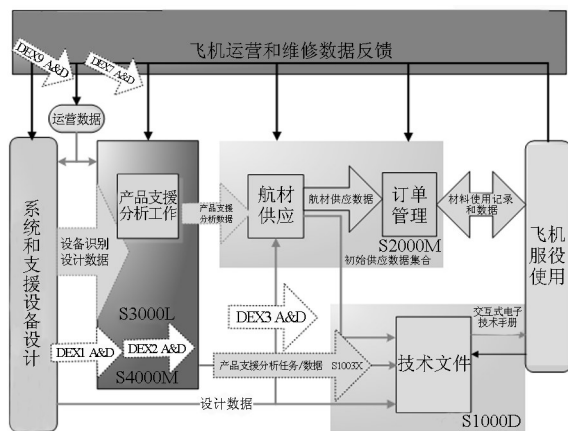 飞机运营和维修数据反馈
DEX9 A&D
DEX7 A&D
运营数据
系统和支援设备设计
产品支援
分析工作
设备识别
设计数据
S3000L
S4000M
DEX1 A&D
DEX2 A&D
产品支援
分析数据
航材
供应
航材供应数据
订单
管理
S2000M
初始供应数据集合
材料使用记录
和数据
飞机
服役
使用
DEX3 A&D
产品支援分析任务/数据
S1003X
设计数据
技术文件
S1000D
交互式电子
技术手册